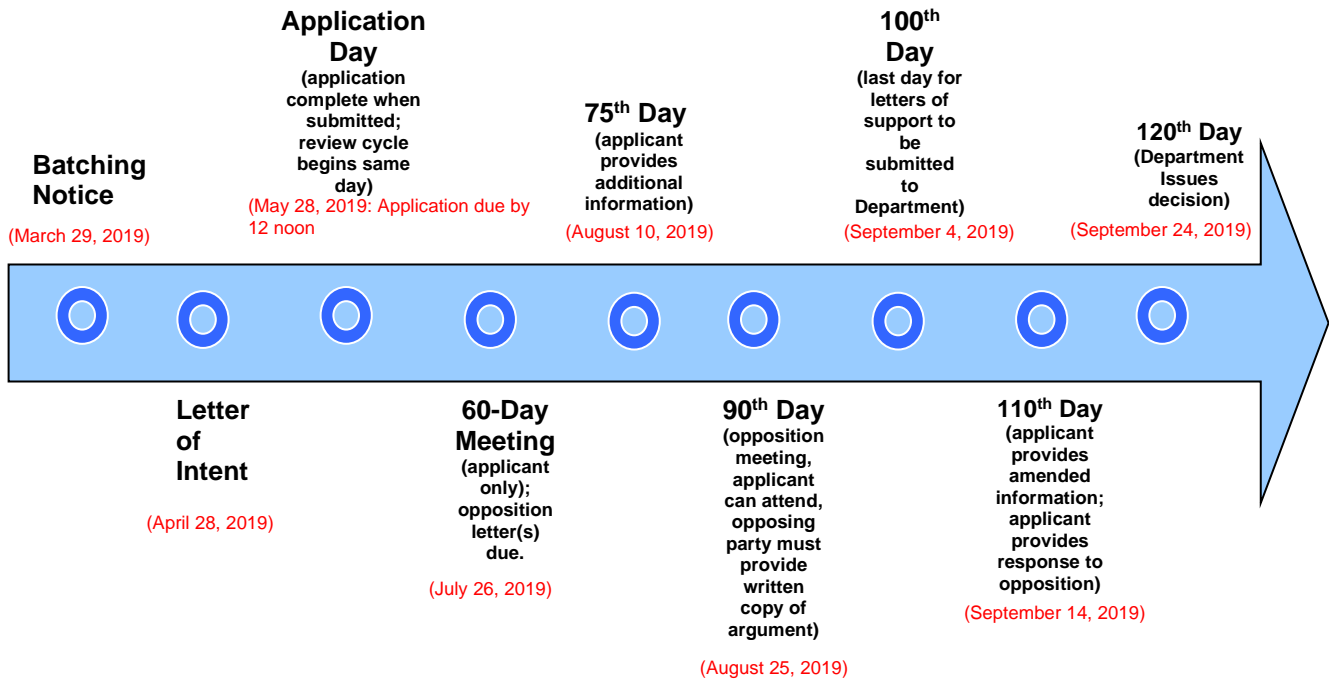 Batching
Notice
(March 29, 2019)
Letter
of
Intent
(April 28, 2019)
Application
Day
(application
complete when
submitted;
review cycle
begins same
day)
(May 28, 2019: Application due by
12 noon
60-Day
Meeting
(applicant
only);
opposition
letter(s)
due.
(July 26, 2019)
75th Day
(applicant
provides
additional
information)
(August 10, 2019)
90th Day
(opposition
meeting,
applicant
can attend,
opposing
party must
provide
written
copy of
argument)
(August 25, 2019)
100th
Day
(last day for
letters of
support to
be
submitted
to
Department)
(September 4, 2019)
110th Day
(applicant
provides
amended
information;
applicant
provides
response to
opposition)
(September 14, 2019)
120th Day
(Department
Issues
decision)
(September 24, 2019)